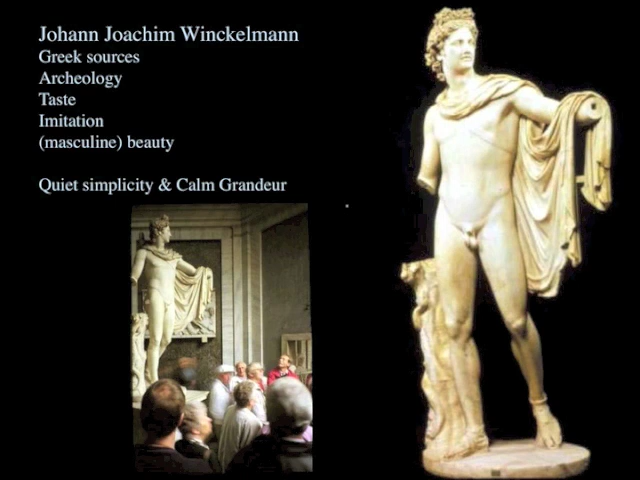 Johann Joachim Winckelmann
Greek sources
Archeology
Taste
Imitation
(masculine) beauty
Quiet simplicity & Calm Grandeur